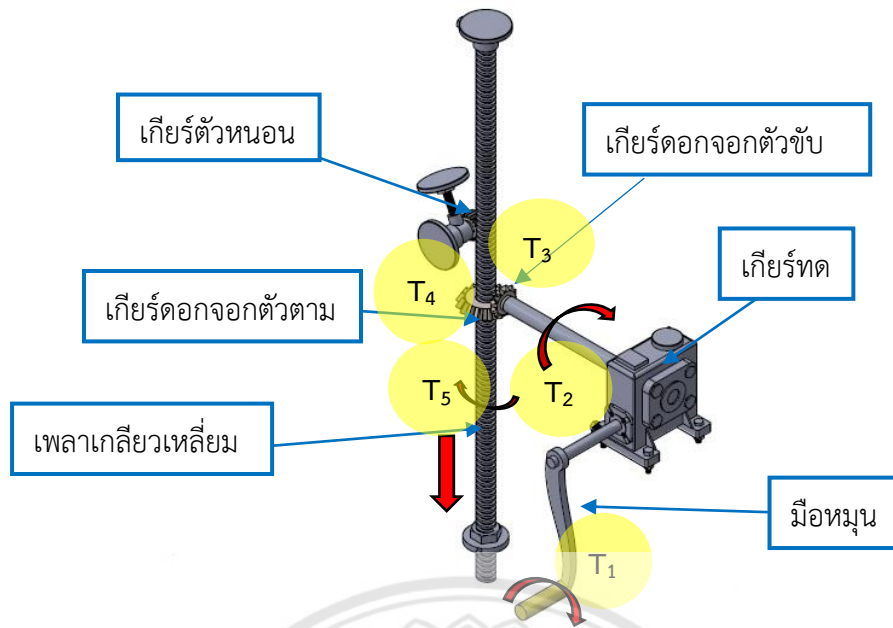 เกียร์ตัวหนอน
เกียร์ดอกจอกตัวขับ
T3
เกียร์ทด
T4
เกียร์ดอกจอกตัวตาม
T5
T2
เพลาเกลียวเหลี่ยม
มือหมุน
T1